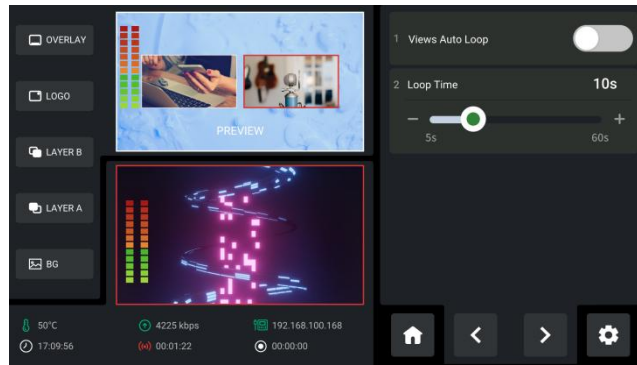 OVERLAY
LOGO
LAYER B
LAYER A
BG
PREVIEW
50°C
4225 kbps
192.168.100.168
17:09:56
00:01:22
00:00:00
1 Views Auto Loop
2 Loop Time 10s
− +
5s 60s